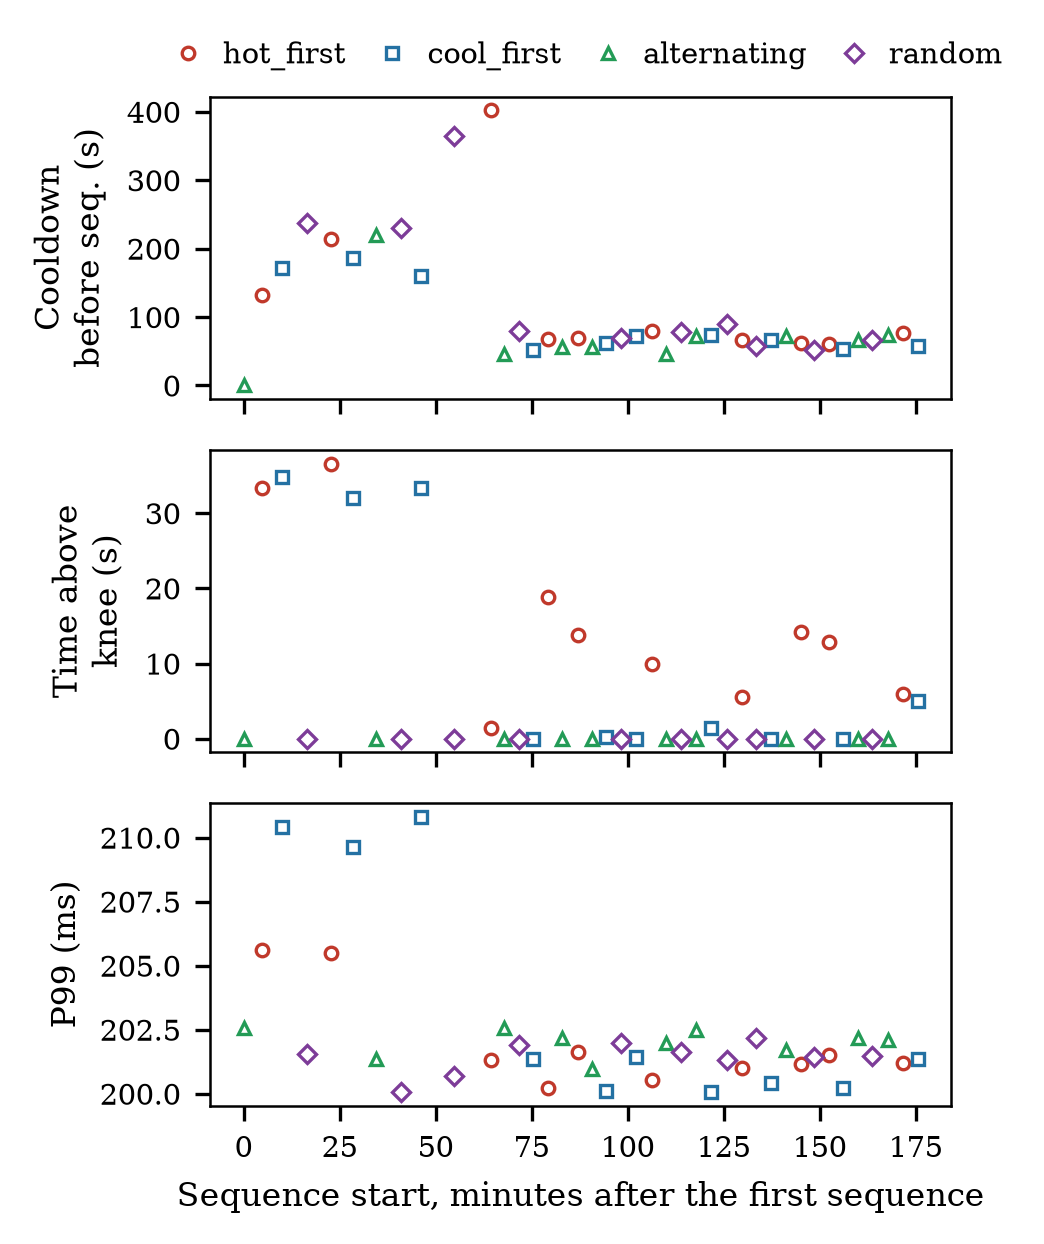 hot_first cool_first alternating random
Cooldown
before seq. (s)
400
300
200
100
0
Time above
knee (s)
30
20
10
0
P99 (ms)
210.0
207.5
205.0
202.5
200.0
0 25 50 75 100 125 150 175
Sequence start, minutes after the first sequence